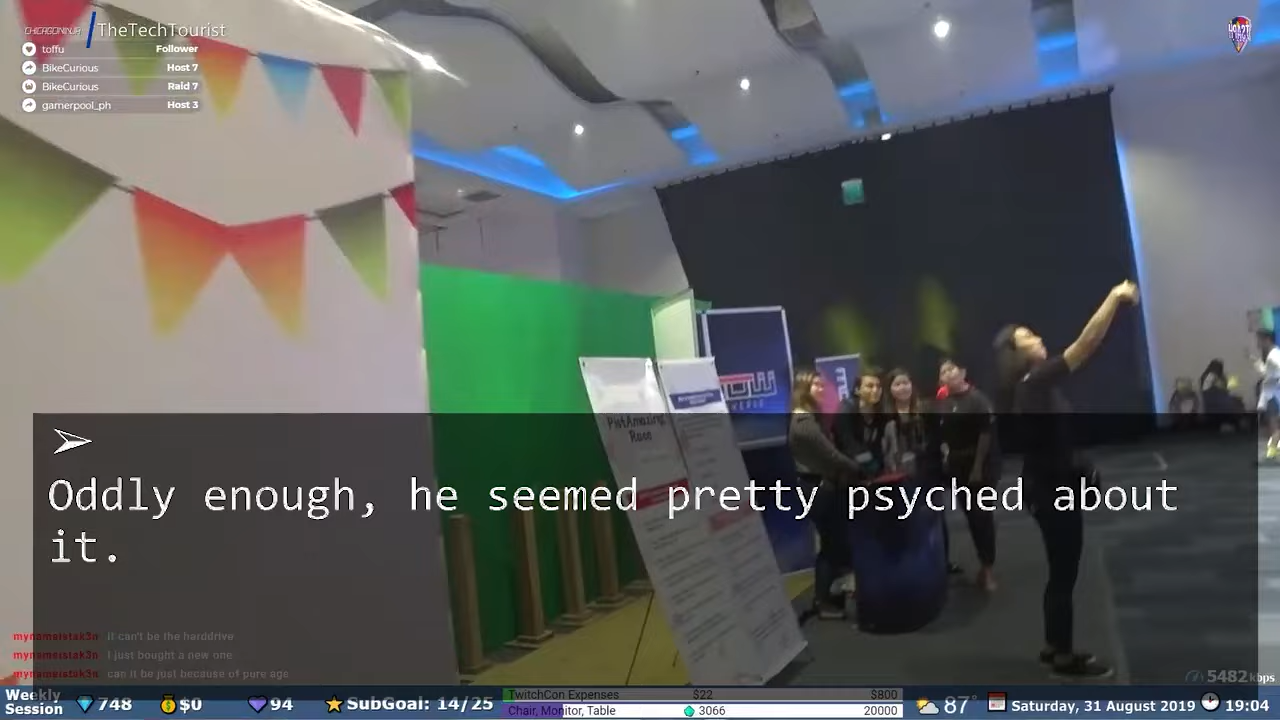 CHICAGONINJA / TheTechTourist
toffu Follower
BikeCurious Host 7
BikeCurious Raid 7
gamerpool_ph Host 3
PistAmazing
Race
Oddly enough, he seemed pretty psyched about
it.
mynameistak3n it can't be the harddrive
mynameistak3n I just bought a new one
mynameistak3n can it be just because of pure age
5482 kbps
Weekly
Session
748
$0
94
SubGoal: 14/25
TwitchCon Expenses $22 $800
Chair, Monitor, Table 3066 20000
87°
Saturday, 31 August 2019
19:04